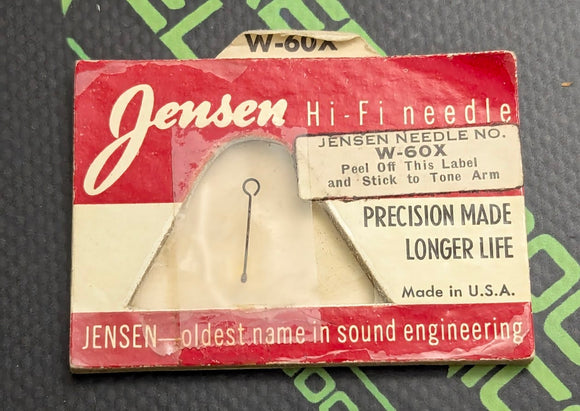 W-60X
Jensen Hi-Fi needle
JENSEN NEEDLE NO.
W-60X
Peel Off This Label
and Stick to Tone Arm
PRECISION MADE
LONGER LIFE
Made in U.S.A.
JENSEN—oldest name in sound engineering